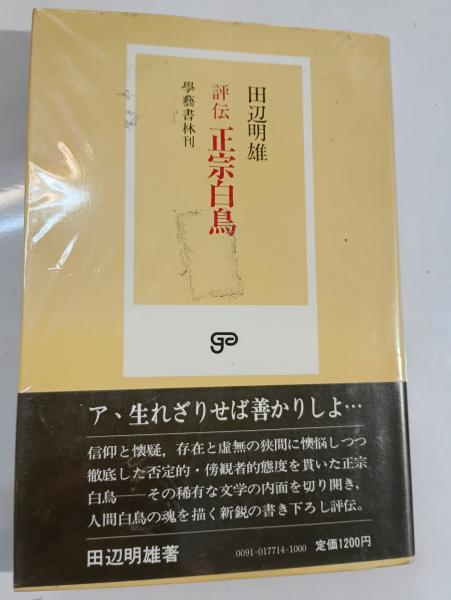 田辺明雄
評伝 正宗白鳥
學藝書林刊
ア、生れざりせば善かりしよ…
信仰と懐疑，存在と虚無の狭間に懊悩しつつ
徹底した否定的・傍観者的態度を貫いた正宗
白鳥――その稀有な文学の内面を切り開き，
人間白鳥の魂を描く新鋭の書き下ろし評伝。
田辺明雄著
0091-017714-1000 定価1200円